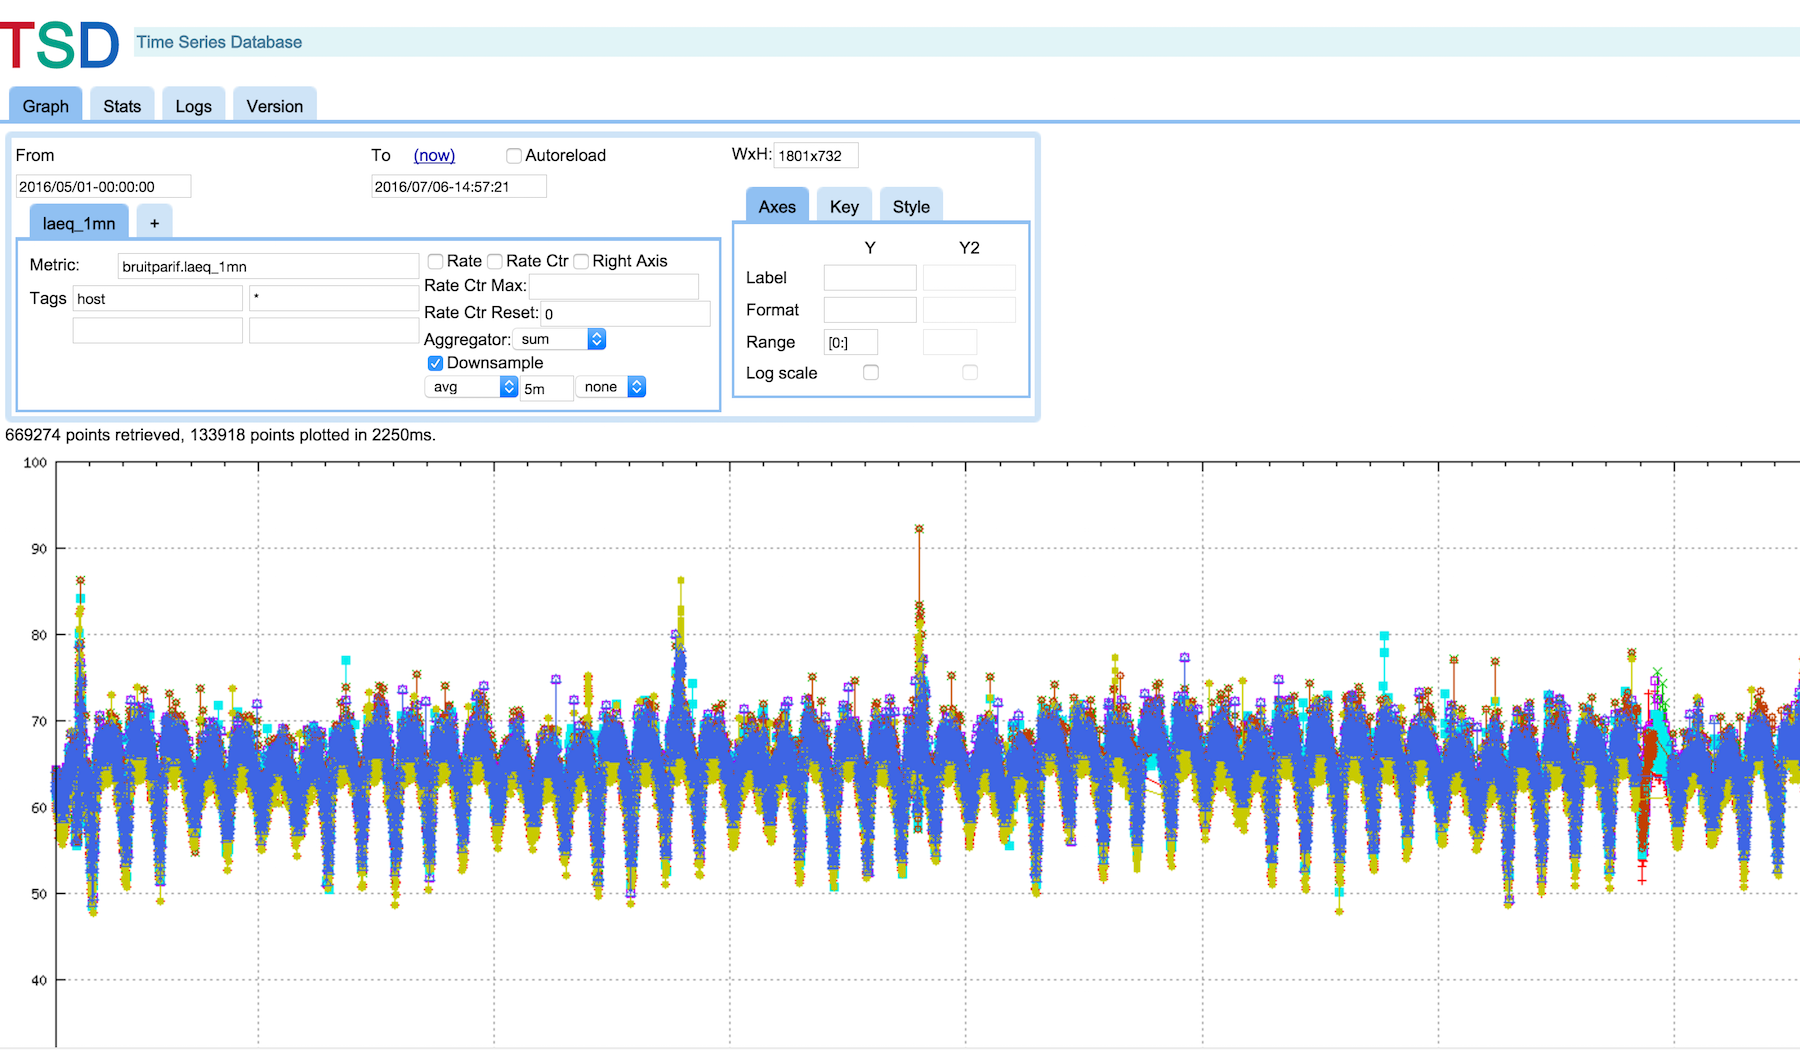 TSD Time Series Database
Graph Stats Logs Version
From To (now) Autoreload WxH: 1801x732
2016/05/01-00:00:00 2016/07/06-14:57:21
laeq_1mn +
Metric: bruitparif.laeq_1mn
Tags host *
Rate Rate Ctr Right Axis
Rate Ctr Max:
Rate Ctr Reset: 0
Aggregator: sum
Downsample
avg 5m none
Axes Key Style
Y Y2
Label
Format
Range [0:]
Log scale
669274 points retrieved, 133918 points plotted in 2250ms.
100
90
80
70
60
50
40